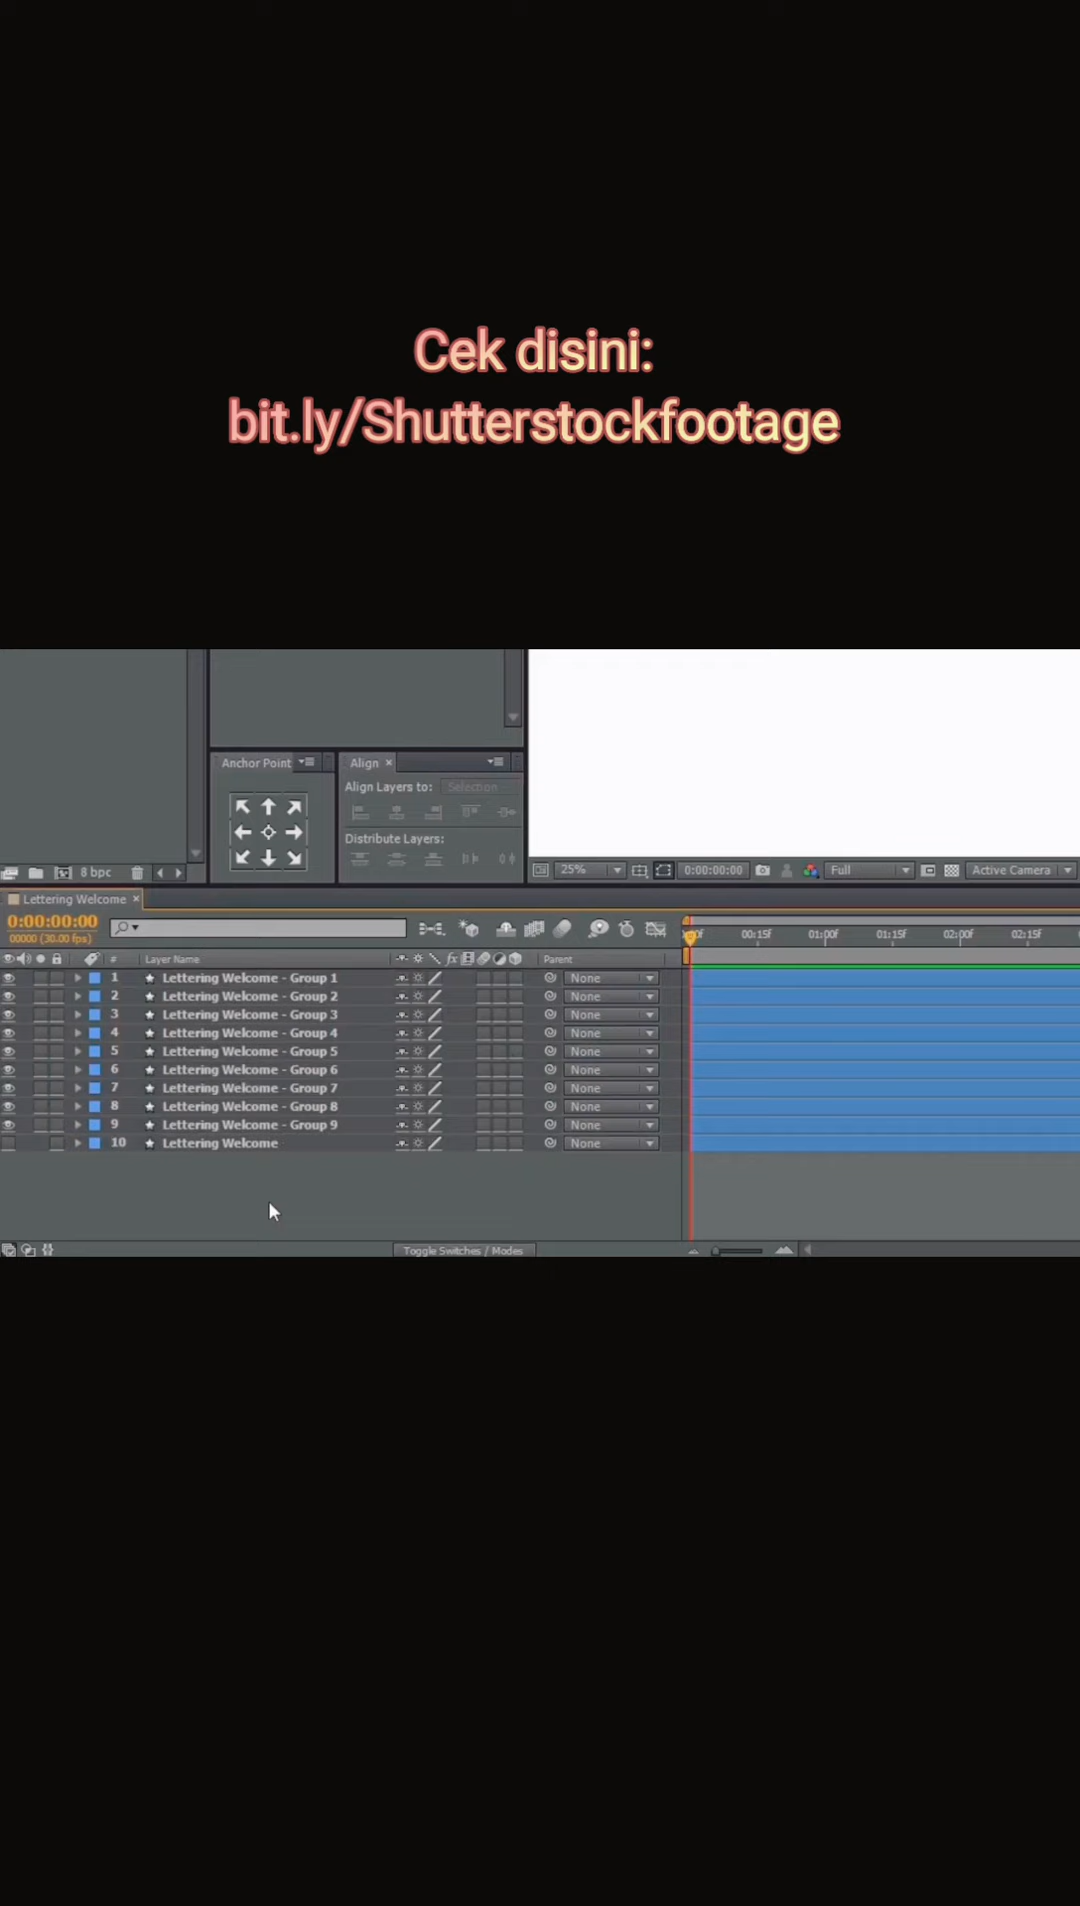 Cek disini:
bit.ly/Shutterstockfootage
Anchor Point
Align ×
Align Layers to: Selection
Distribute Layers:
8 bpc
25%
0:00:00:00
Full
Active Camera
Lettering Welcome ×
0:00:00:00
00000 (30.00 fps)
00:15f 01:00f 01:15f 02:00f 02:15f
# Layer Name fx Parent
1 Lettering Welcome - Group 1 None
2 Lettering Welcome - Group 2 None
3 Lettering Welcome - Group 3 None
4 Lettering Welcome - Group 4 None
5 Lettering Welcome - Group 5 None
6 Lettering Welcome - Group 6 None
7 Lettering Welcome - Group 7 None
8 Lettering Welcome - Group 8 None
9 Lettering Welcome - Group 9 None
10 Lettering Welcome None
Toggle Switches / Modes